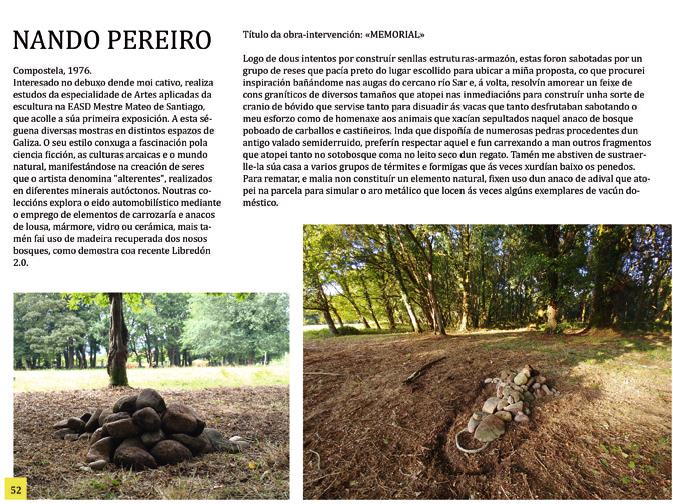 NANDO PEREIRO
Compostela, 1976.
Interesado no debuxo dende moi cativo, realiza
estudos da especialidade de Artes aplicadas da
escultura na EASD Mestre Mateo de Santiago,
que acolle a súa primeira exposición. A esta sé-
guena diversas mostras en distintos espazos de
Galiza. O seu estilo conxuga a fascinación pola
ciencia ficción, as culturas arcaicas e o mundo
natural, manifestándose na creación de seres
que o artista denomina "alterentes", realizados
en diferentes minerais autóctonos. Noutras co-
leccións explora o eido automobilístico mediante
o emprego de elementos de carrozaría e anacos
de lousa, mármore, vidro ou cerámica, mais ta-
mén fai uso de madeira recuperada dos nosos
bosques, como demostra coa recente Libredón
2.0.
Título da obra-intervención: «MEMORIAL»
Logo de dous intentos por construír senllas estruturas-armazón, estas foron sabotadas por un
grupo de reses que pacía preto do lugar escollido para ubicar a miña proposta, co que procurei
inspiración bañándome nas augas do cercano río Sar e, á volta, resolvín amorear un feixe de
cons graníticos de diversos tamaños que atopei nas inmediacións para construír unha sorte de
cranio de bóvido que servise tanto para disuadir ás vacas que tanto desfrutaban sabotando o
meu esforzo como de homenaxe aos animais que xacían sepultados naquel anaco de bosque
poboado de carballos e castiñeiros. Inda que dispoñía de numerosas pedras procedentes dun
antigo valado semiderruido, preferín respectar aquel e fun carrexando a man outros fragmentos
que atopei tanto no sotobosque coma no leito seco dun regato. Tamén me abstiven de sustraer-
lle-la súa casa a varios grupos de térmites e formigas que ás veces xurdían baixo os penedos.
Para rematar, e malia non constituír un elemento natural, fixen uso dun anaco de adival que ato-
pei na parcela para simular o aro metálico que locen ás veces algúns exemplares de vacún do-
méstico.
52